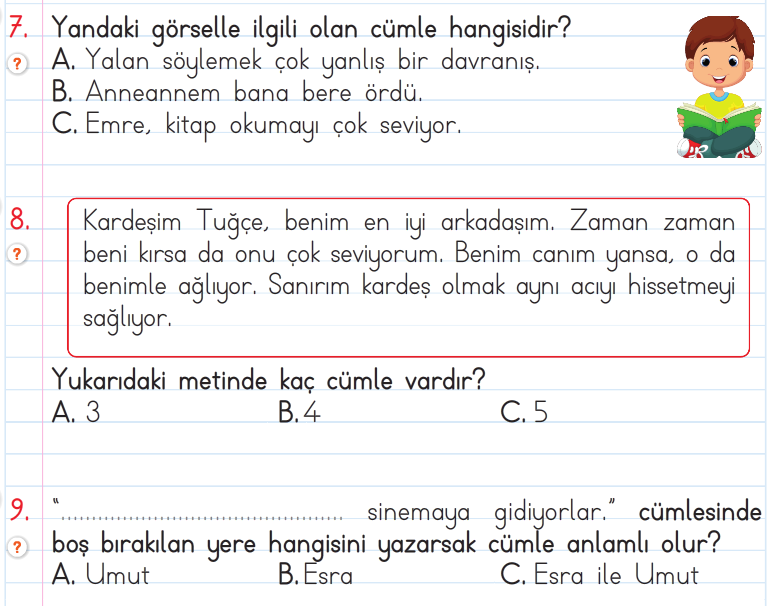 7. Yandaki görselle ilgili olan cümle hangisidir?
? A. Yalan söylemek çok yanlış bir davranış.
B. Anneannem bana bere ördü.
C. Emre, kitap okumayı çok seviyor.
8. Kardeşim Tuğçe, benim en iyi arkadaşım. Zaman zaman
? beni kırsa da onu çok seviyorum. Benim canım yansa, o da
benimle ağlıyor. Sanırım kardeş olmak aynı acıyı hissetmeyi
sağlıyor.
Yukarıdaki metinde kaç cümle vardır?
A. 3 B. 4 C. 5
9. “.............................................. sinemaya gidiyorlar.” cümlesinde
? boş bırakılan yere hangisini yazarsak cümle anlamlı olur?
A. Umut B. Esra C. Esra ile Umut